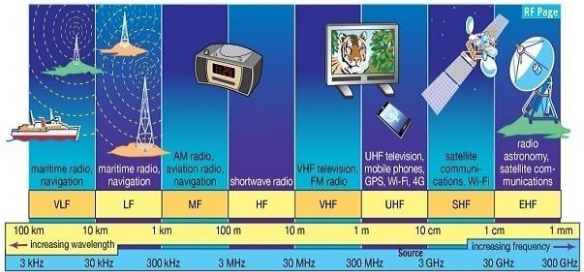 RF Page
maritime radio,
navigation
maritime radio,
navigation
AM radio,
aviation radio,
navigation
shortwave radio
VHF television,
FM radio
UHF television,
mobile phones,
GPS, Wi-Fi, 4G
satellite
communi-
cations, Wi-Fi
radio
astronomy,
satellite com-
munications
VLF LF MF HF VHF UHF SHF EHF
100 km 10 km 1 km 100 m 10 m 1 m 10 cm 1 cm 1 mm
increasing wavelength Source increasing frequency
3 kHz 30 kHz 300 kHz 3 MHz 30 MHz 300 MHz 3 GHz 30 GHz 300 GHz